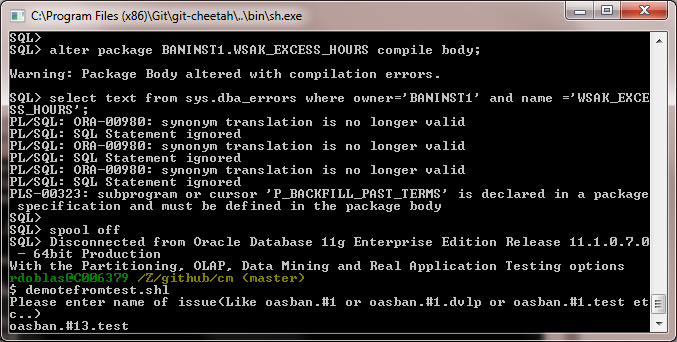 C:\Program Files (x86)\Git\git-cheetah\..\bin\sh.exe
SQL>
SQL> alter package BANINST1.WSAK_EXCESS_HOURS compile body;
Warning: Package Body altered with compilation errors.
SQL> select text from sys.dba_errors where owner='BANINST1' and name ='WSAK_EXCE
SS_HOURS';
PL/SQL: ORA-00980: synonym translation is no longer valid
PL/SQL: SQL Statement ignored
PL/SQL: ORA-00980: synonym translation is no longer valid
PL/SQL: SQL Statement ignored
PL/SQL: ORA-00980: synonym translation is no longer valid
PL/SQL: SQL Statement ignored
PLS-00323: subprogram or cursor 'P_BACKFILL_PAST_TERMS' is declared in a package
 specification and must be defined in the package body
SQL>
SQL> spool off
SQL> Disconnected from Oracle Database 11g Enterprise Edition Release 11.1.0.7.0
 - 64bit Production
With the Partitioning, OLAP, Data Mining and Real Application Testing options
rdoblas@C006379 /Z/github/cm (master)
$ demotefromtest.shl
Please enter name of issue(Like oasban.#1 or oasban.#1.dvlp or oasban.#1.test et
c..)
oasban.#13.test